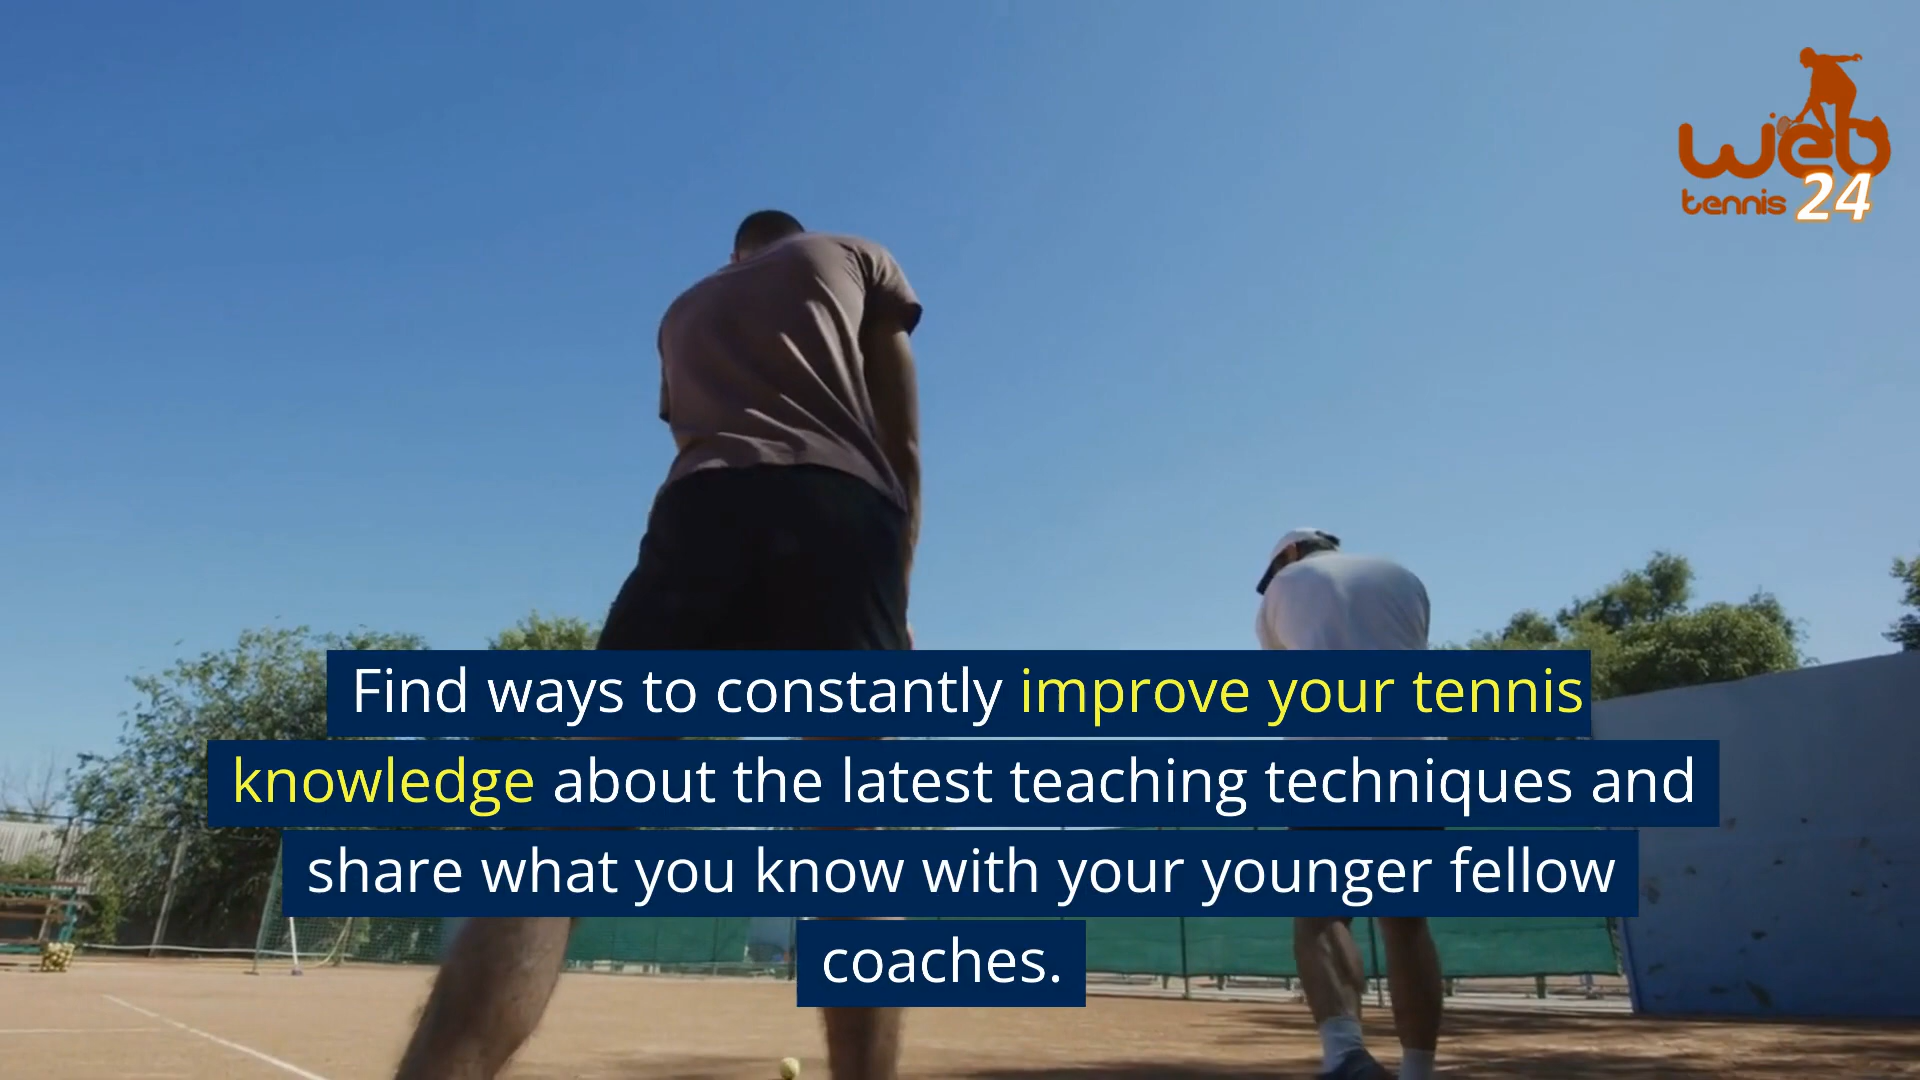 web
tennis 24
Find ways to constantly improve your tennis
knowledge about the latest teaching techniques and
share what you know with your younger fellow
coaches.